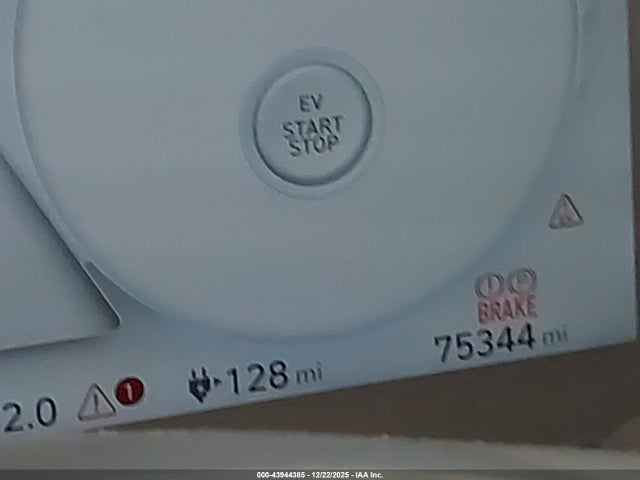 EV
START
STOP
BRAKE
75344 mi
128 mi
2.0
1
000-43944385 - 12/22/2025 - IAA Inc.